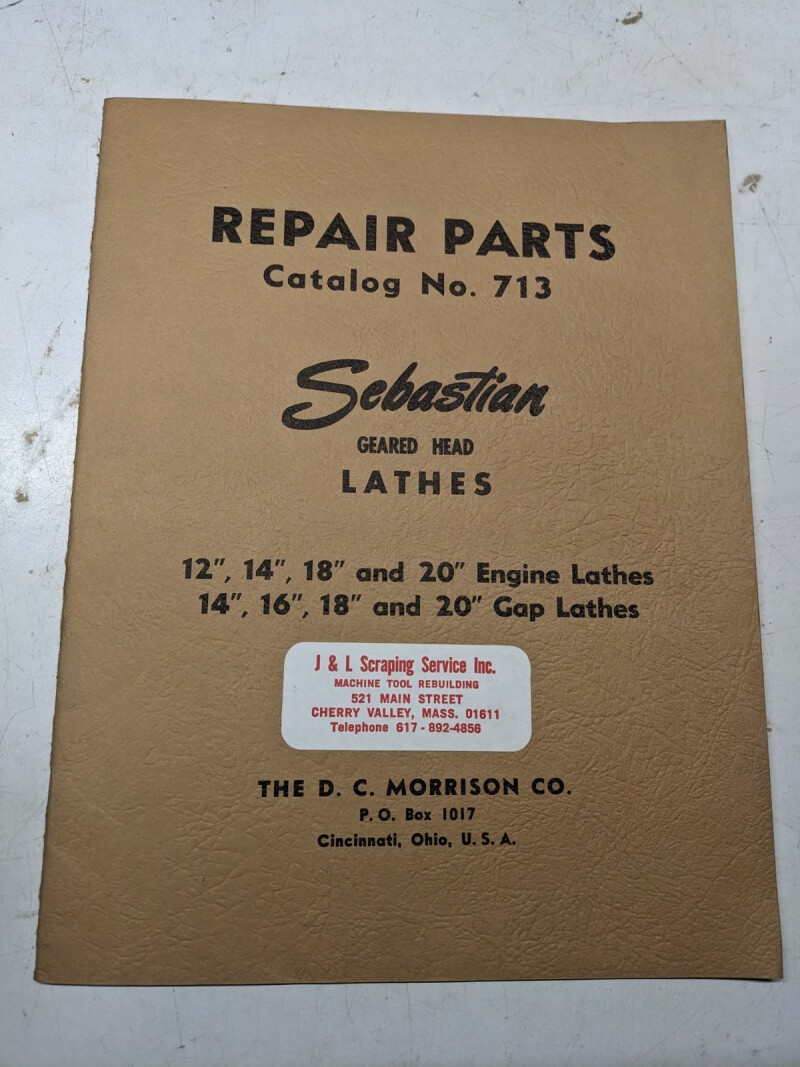 REPAIR PARTS
Catalog No. 713
Sebastian
GEARED HEAD
LATHES
12", 14", 18" and 20" Engine Lathes
14", 16", 18" and 20" Gap Lathes
J & L Scraping Service Inc.
MACHINE TOOL REBUILDING
521 MAIN STREET
CHERRY VALLEY, MASS. 01611
Telephone 617 - 892-4856
THE D. C. MORRISON CO.
P. O. Box 1017
Cincinnati, Ohio, U. S. A.